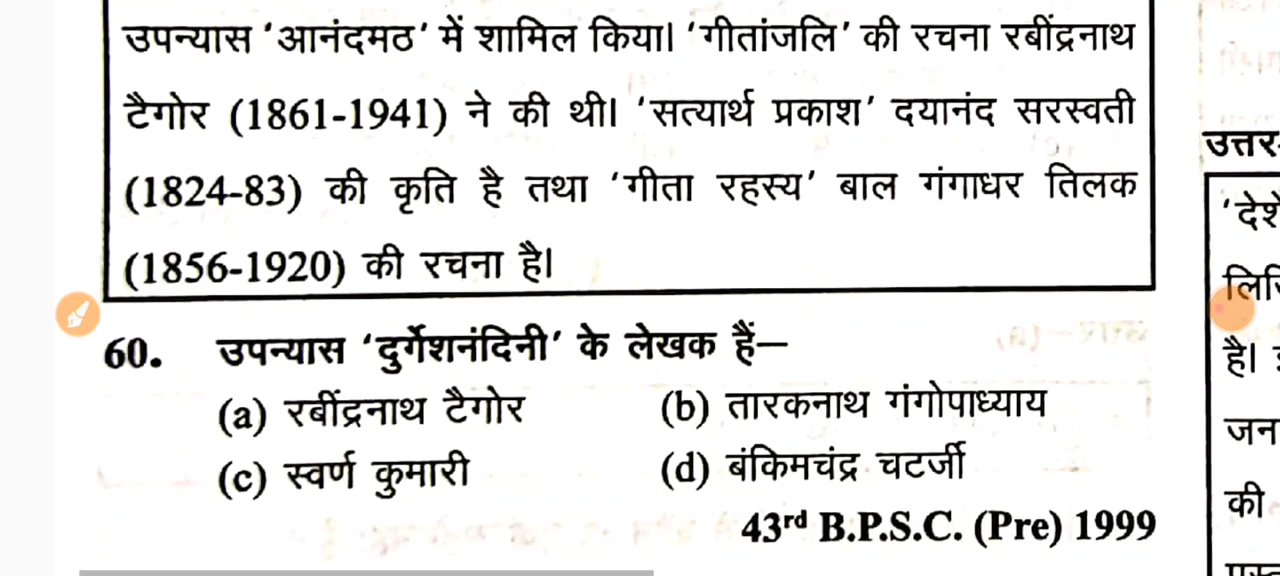 उपन्यास ‘आनंदमठ’ में शामिल किया। ‘गीतांजलि’ की रचना रबींद्रनाथ
टैगोर (1861-1941) ने की थी। ‘सत्यार्थ प्रकाश’ दयानंद सरस्वती
(1824-83) की कृति है तथा ‘गीता रहस्य’ बाल गंगाधर तिलक
(1856-1920) की रचना है।
60. उपन्यास ‘दुर्गेशनंदिनी’ के लेखक हैं—
(a) रबींद्रनाथ टैगोर (b) तारकनाथ गंगोपाध्याय
(c) स्वर्ण कुमारी (d) बंकिमचंद्र चटर्जी
43rd B.P.S.C. (Pre) 1999
उत्तर-
है।
जन
की